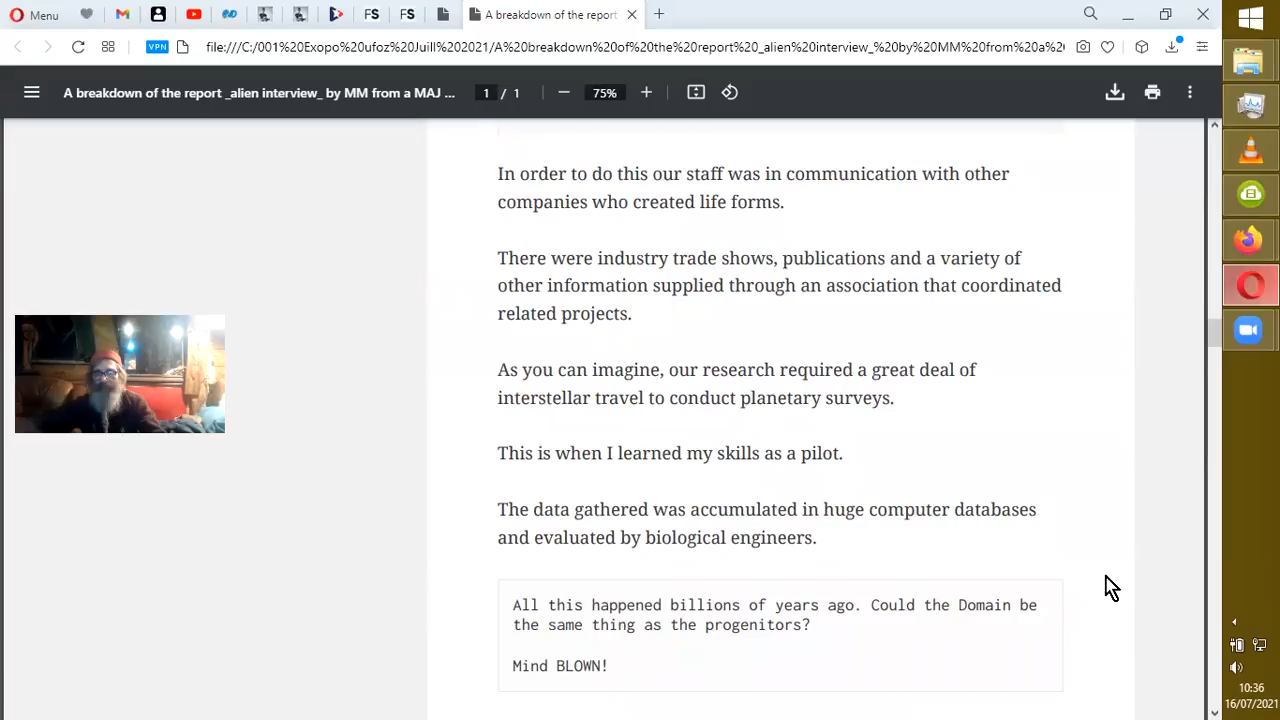 Menu
FS
FS
A breakdown of the report
VPN
file:///C:/001%20Exopo%20ufoz%20Juill%202021/A%20breakdown%20of%20the%20report%20_alien%20interview_%20by%20MM%20from%20a%20
A breakdown of the report _alien interview_ by MM from a MAJ ...
1 / 1
75%
In order to do this our staff was in communication with other
companies who created life forms.
There were industry trade shows, publications and a variety of
other information supplied through an association that coordinated
related projects.
As you can imagine, our research required a great deal of
interstellar travel to conduct planetary surveys.
This is when I learned my skills as a pilot.
The data gathered was accumulated in huge computer databases
and evaluated by biological engineers.
All this happened billions of years ago. Could the Domain be
the same thing as the progenitors?
Mind BLOWN!
10:36
16/07/2021